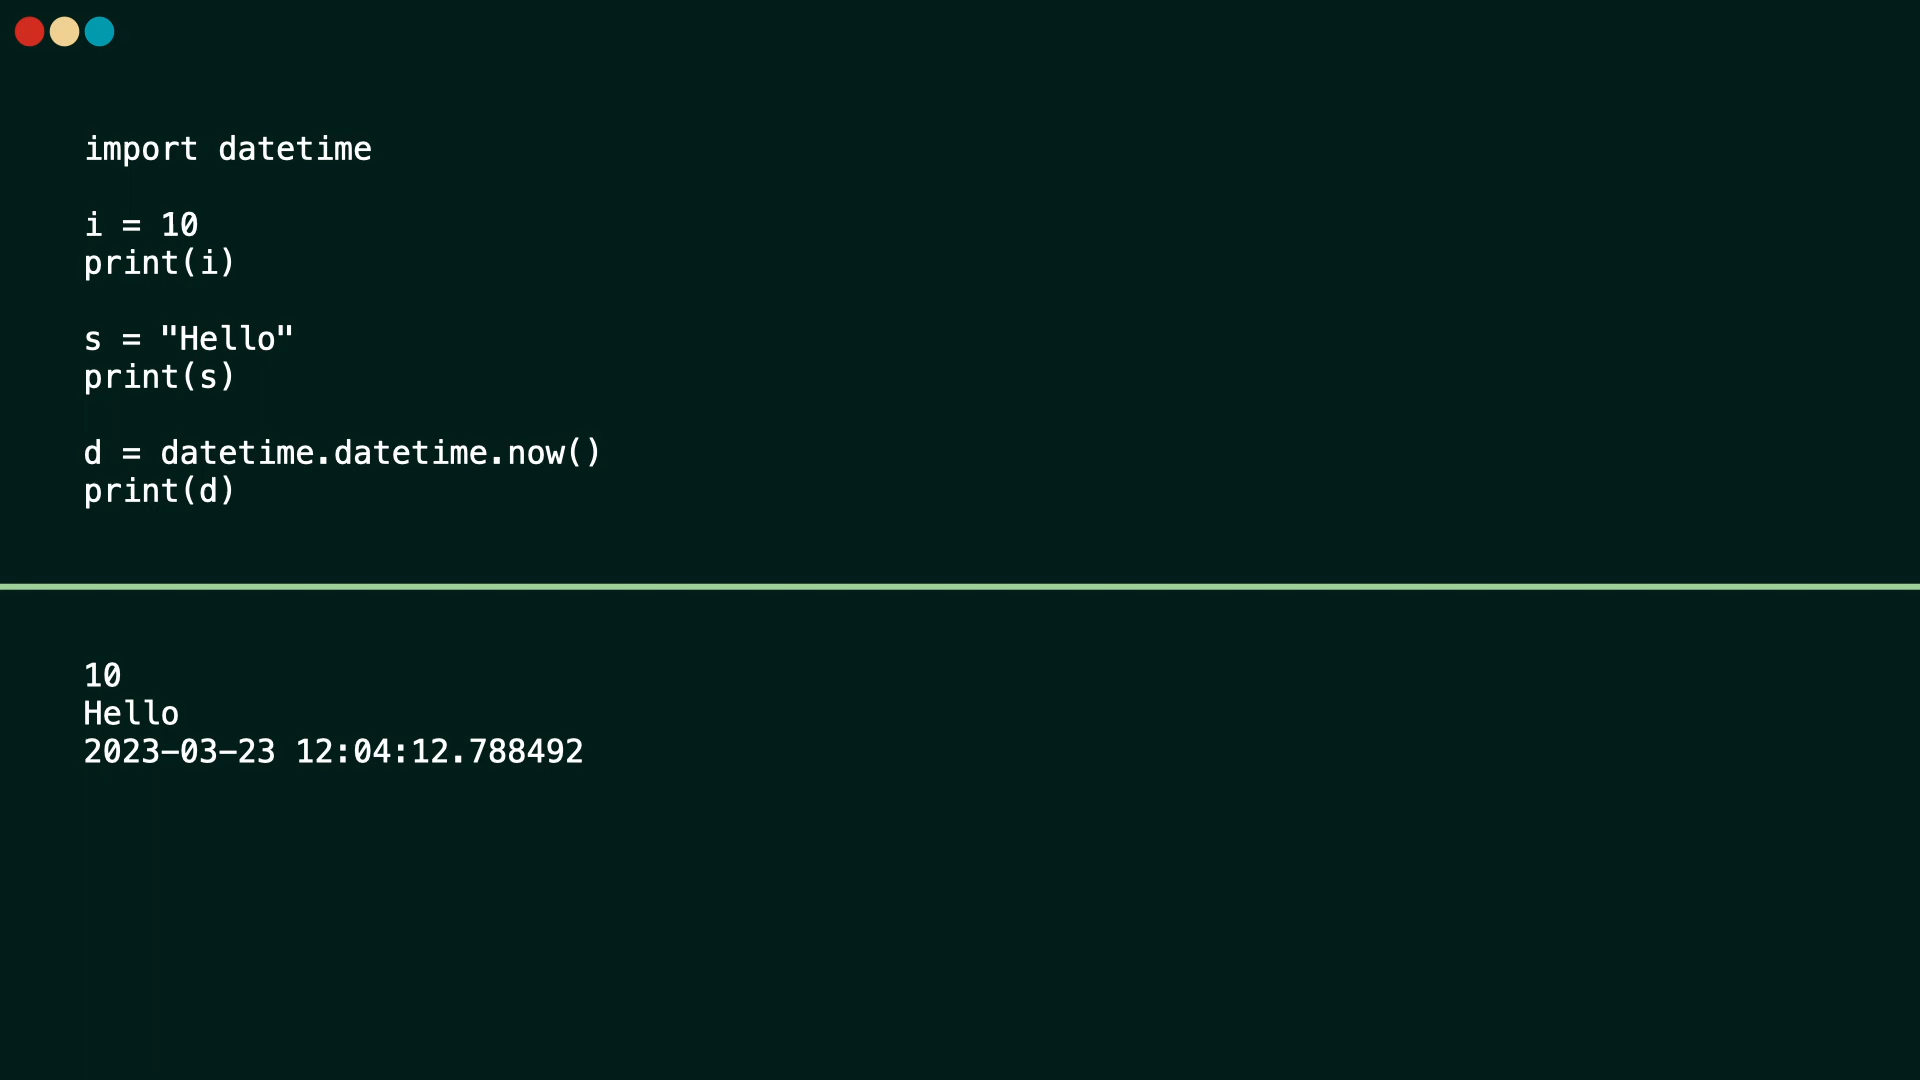 import datetime
i = 10
print(i)
s = "Hello"
print(s)
d = datetime.datetime.now()
print(d)
10
Hello
2023-03-23 12:04:12.788492